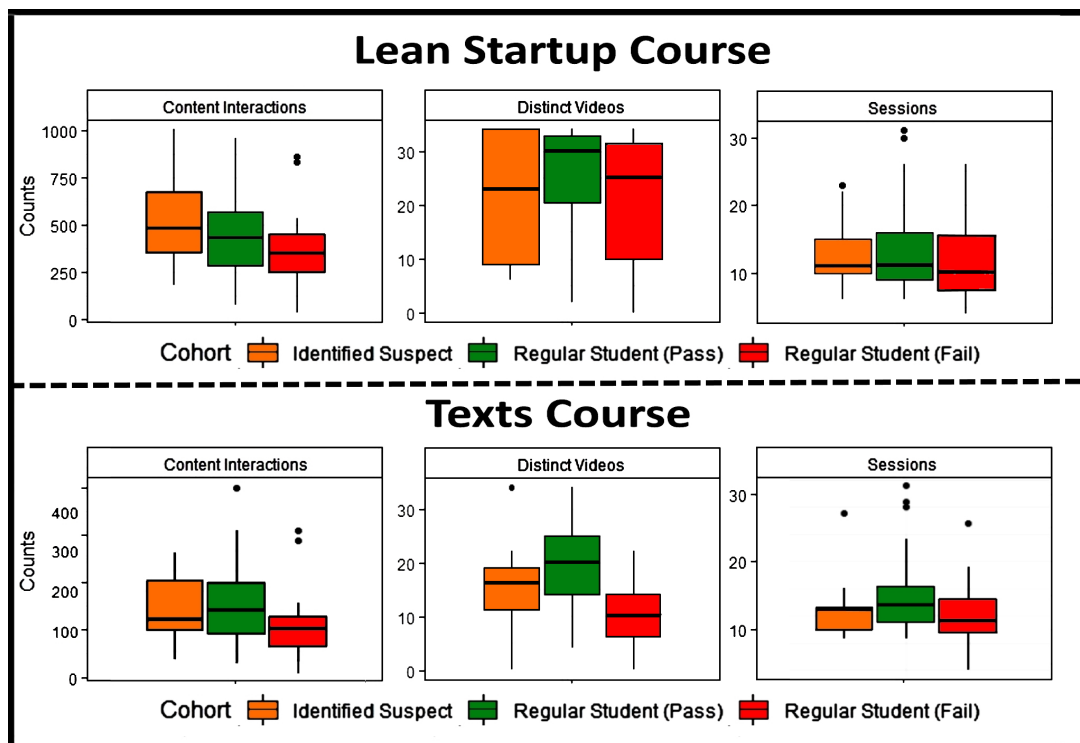 Lean Startup Course
Content Interactions
Distinct Videos
Sessions
Counts
1000
750
500
250
0
30
20
10
0
30
20
10
Cohort Identified Suspect Regular Student (Pass) Regular Student (Fail)
Texts Course
Content Interactions
Distinct Videos
Sessions
Counts
400
300
200
100
0
30
20
10
0
30
20
10
Cohort Identified Suspect Regular Student (Pass) Regular Student (Fail)